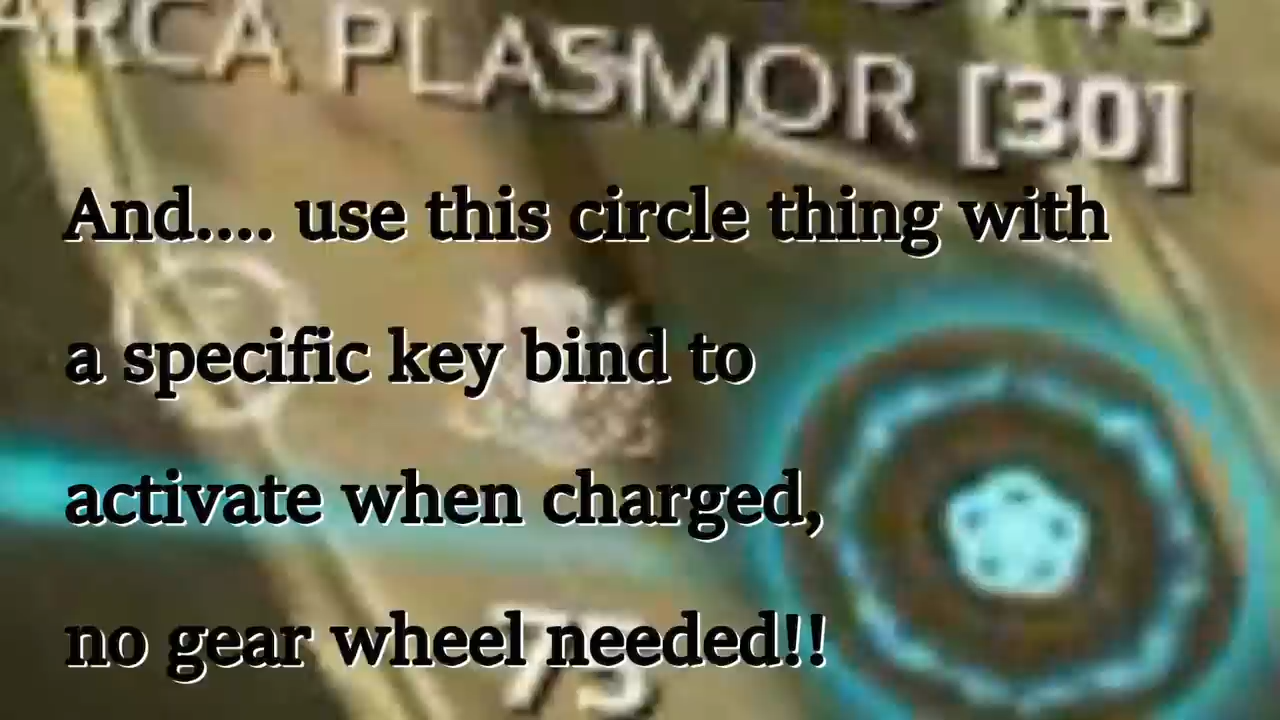 ARCA PLASMOR [30]
And.... use this circle thing with
a specific key bind to
activate when charged,
no gear wheel needed!!
75